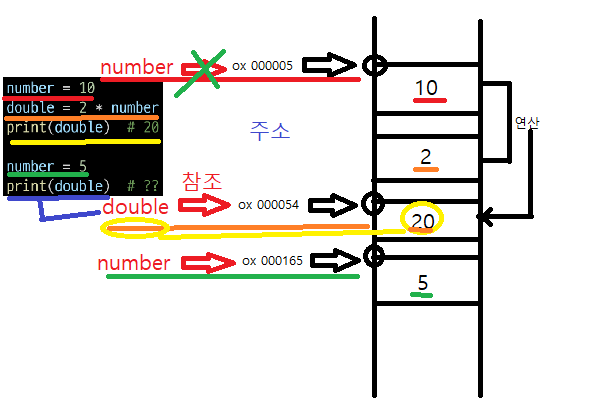 number = 10
double = 2 * number
print(double) # 20
number = 5
print(double) # ??
number
ox 000005
10
주소
2
연산
참조
double
ox 000054
20
number
ox 000165
5